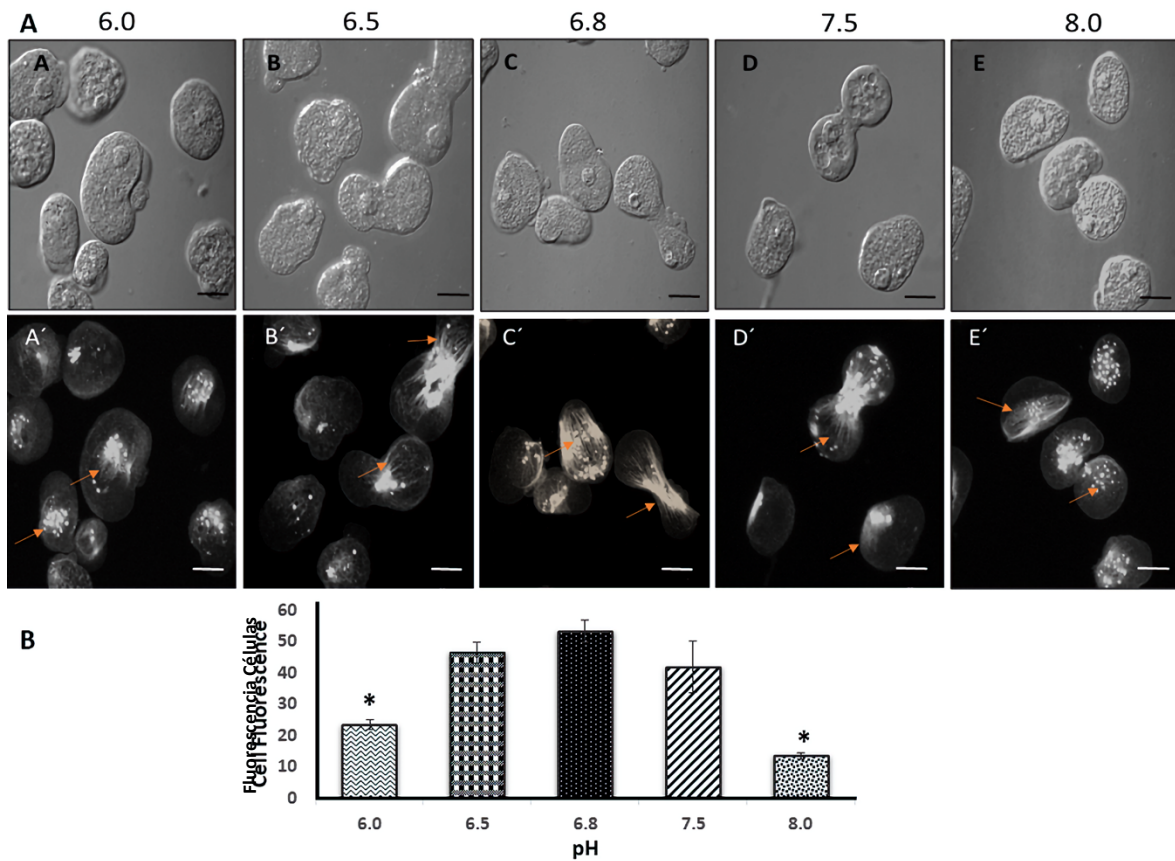 A 6.0 6.5 6.8 7.5 8.0
A B C D E
A´ B´ C´ D´ E´
B
Fluorescencia Células
Cell Fluorescence
60
50
40
30
20
10
0
* *
6.0 6.5 6.8 7.5 8.0
pH